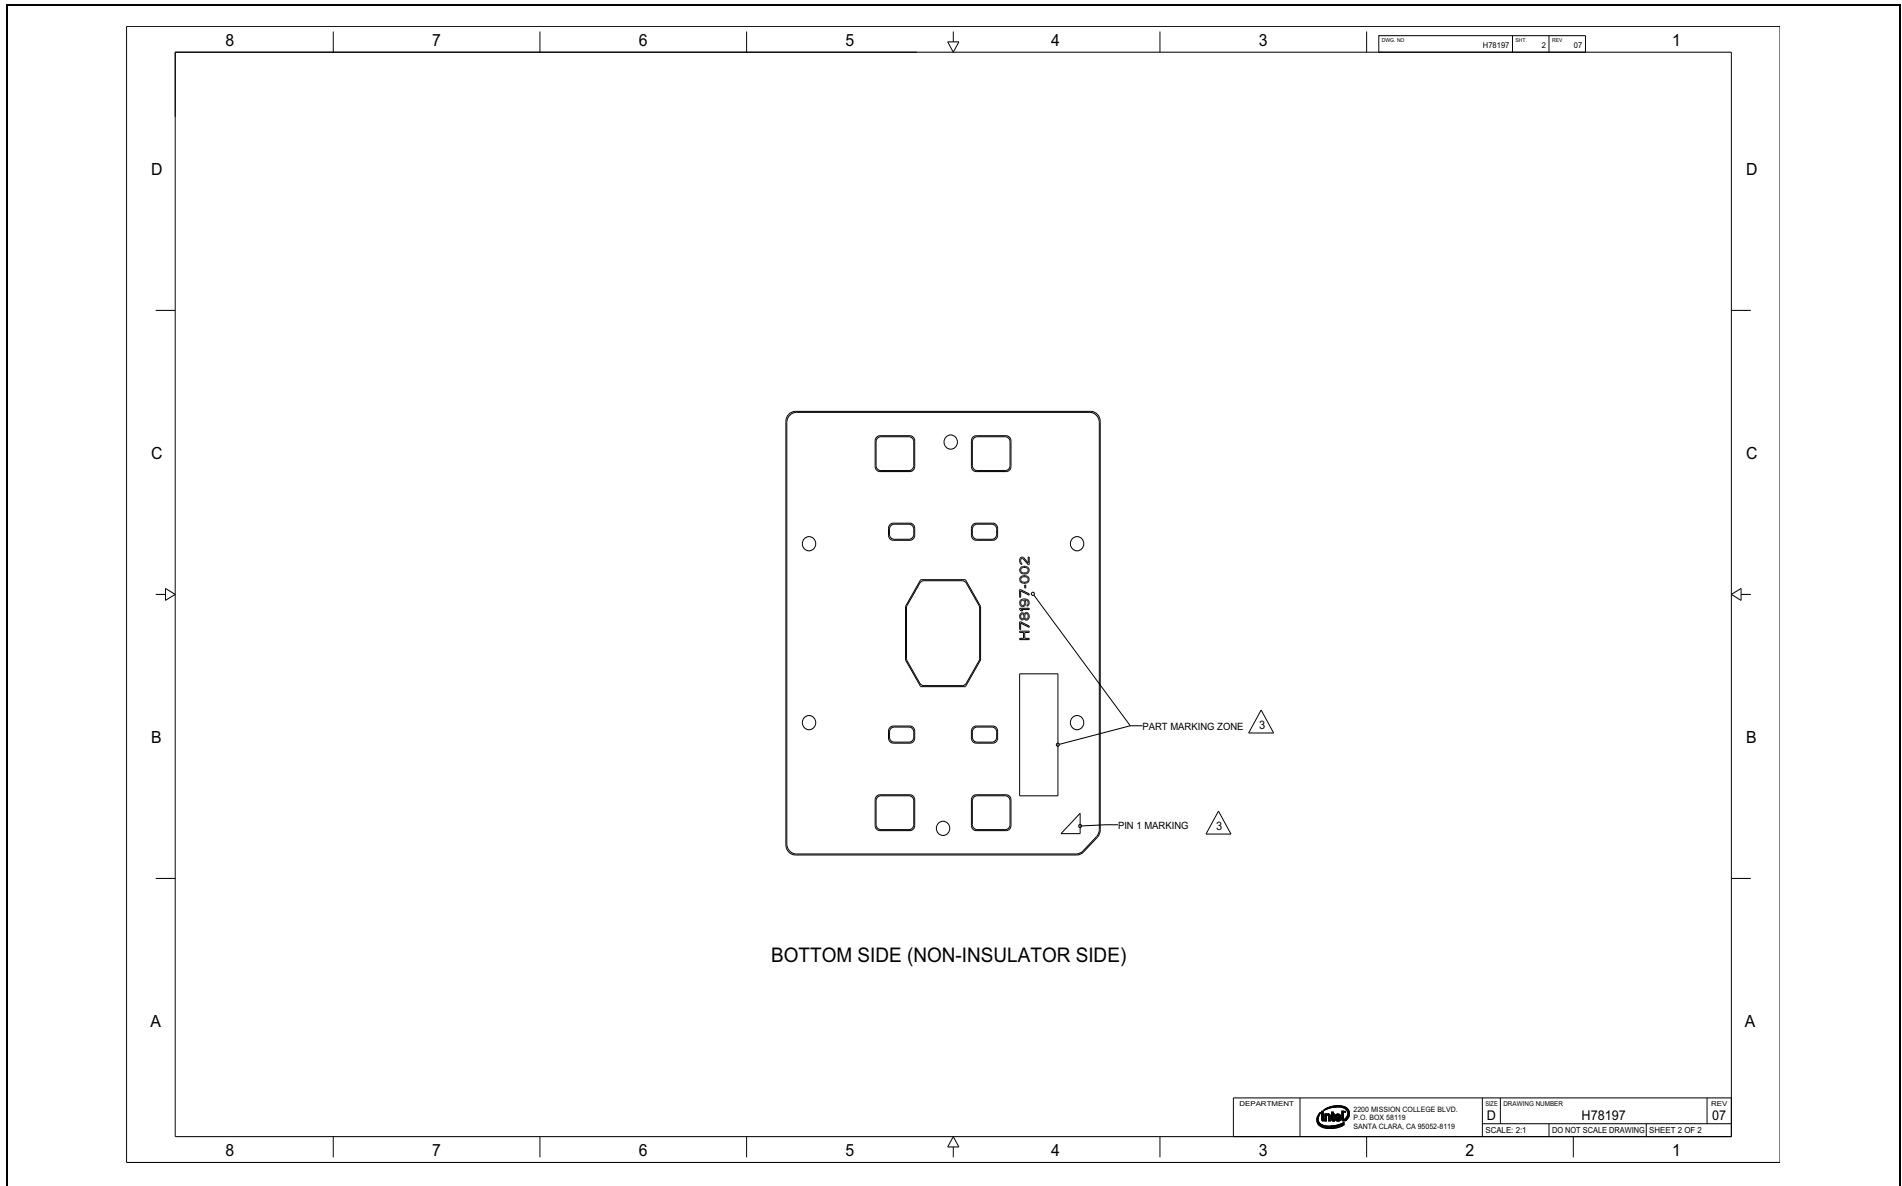 8 7 6 5 4 3 1
DWG. NO H78197 SHT. 2 REV 07
D D
C C
H78197-002
PART MARKING ZONE 3
B B
PIN 1 MARKING 3
BOTTOM SIDE (NON-INSULATOR SIDE)
A A
DEPARTMENT
intel
2200 MISSION COLLEGE BLVD.
P.O. BOX 58119
SANTA CLARA, CA 95052-8119
SIZE D
DRAWING NUMBER H78197
REV 07
SCALE: 2:1 DO NOT SCALE DRAWING SHEET 2 OF 2
8 7 6 5 4 3 2 1